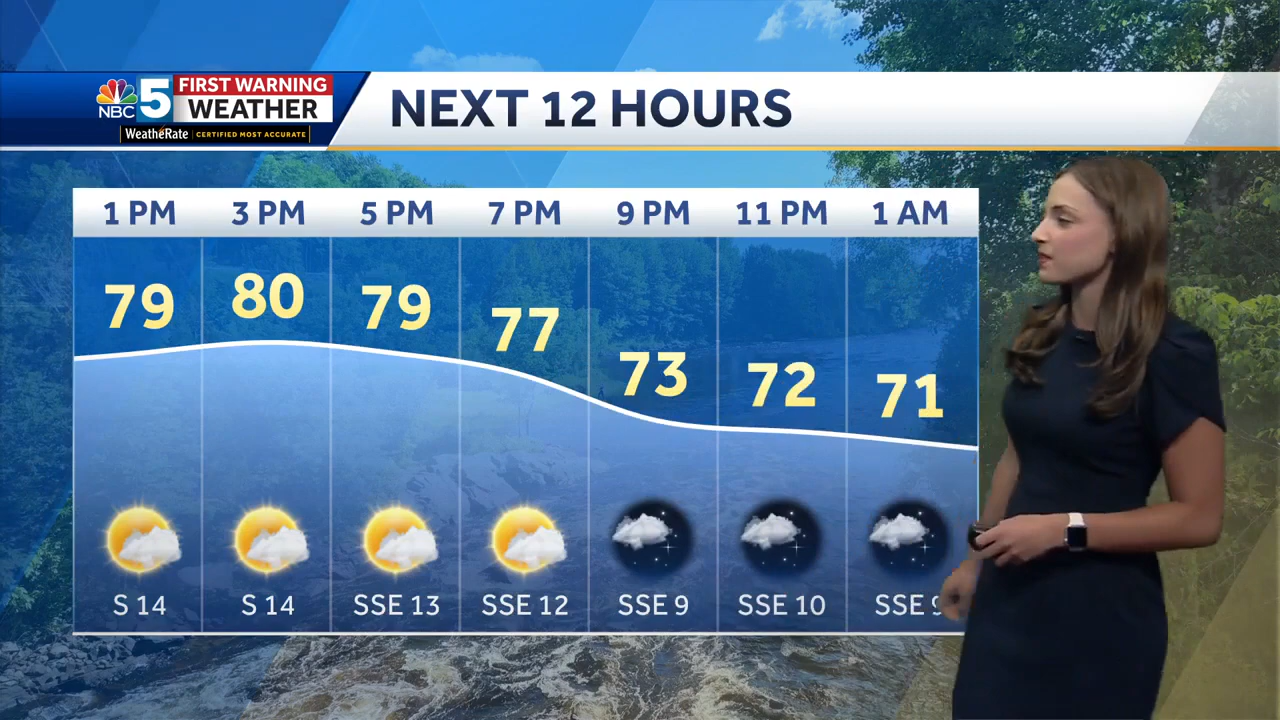 NBC 5 FIRST WARNING
WEATHER
WeatheRate CERTIFIED MOST ACCURATE
NEXT 12 HOURS
1 PM 3 PM 5 PM 7 PM 9 PM 11 PM 1 AM
79 80 79 77 73 72 71
S 14 S 14 SSE 13 SSE 12 SSE 9 SSE 10 SSE